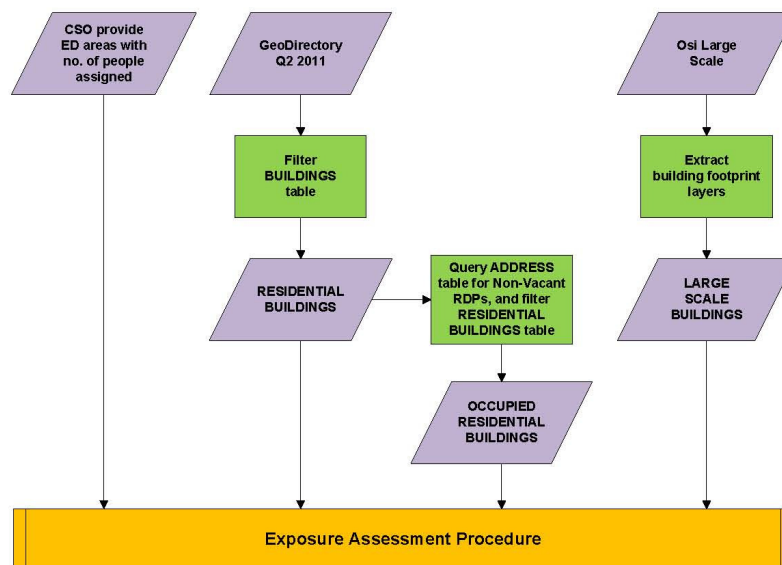 CSO provide
ED areas with
no. of people
assigned
GeoDirectory
Q2 2011
Osi Large
Scale
Filter
BUILDINGS
table
Extract
building footprint
layers
RESIDENTIAL
BUILDINGS
Query ADDRESS
table for Non-Vacant
RDPs, and filter
RESIDENTIAL
BUILDINGS table
LARGE
SCALE
BUILDINGS
OCCUPIED
RESIDENTIAL
BUILDINGS
Exposure Assessment Procedure